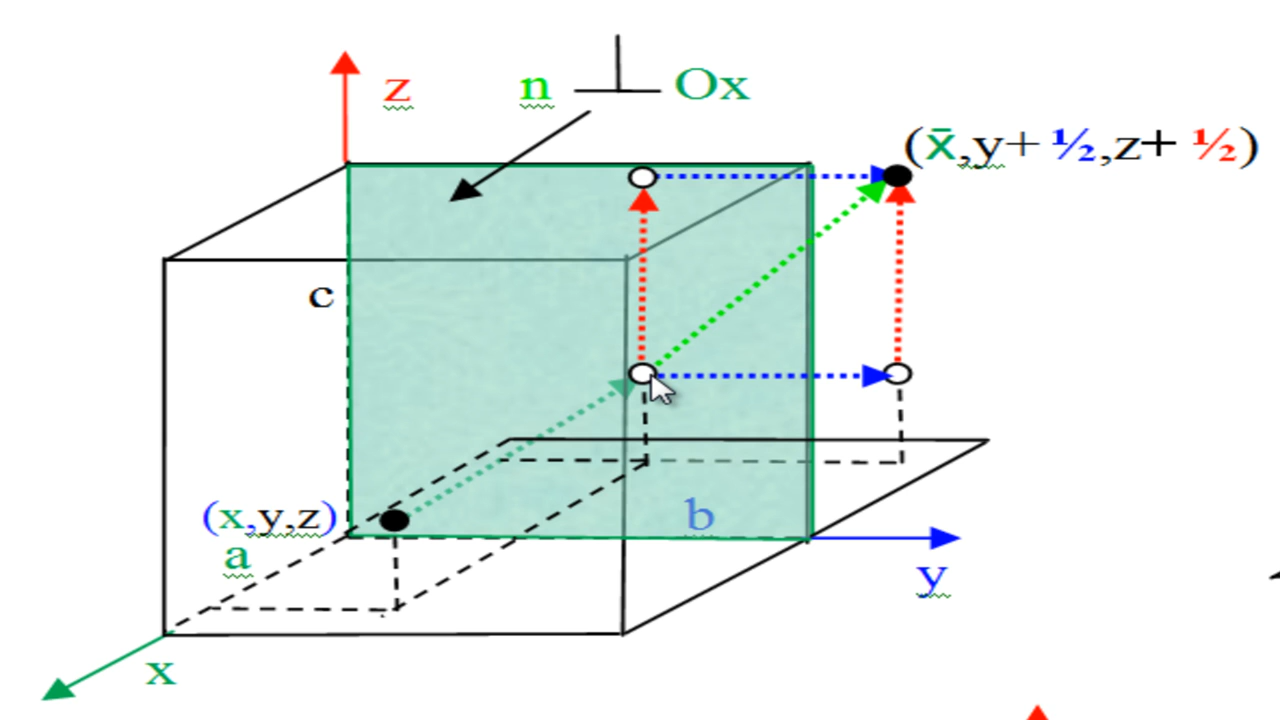 z
n ⊥ Ox
(x̄,y+ ½,z+ ½)
c
(x,y,z)
a
b
y
x